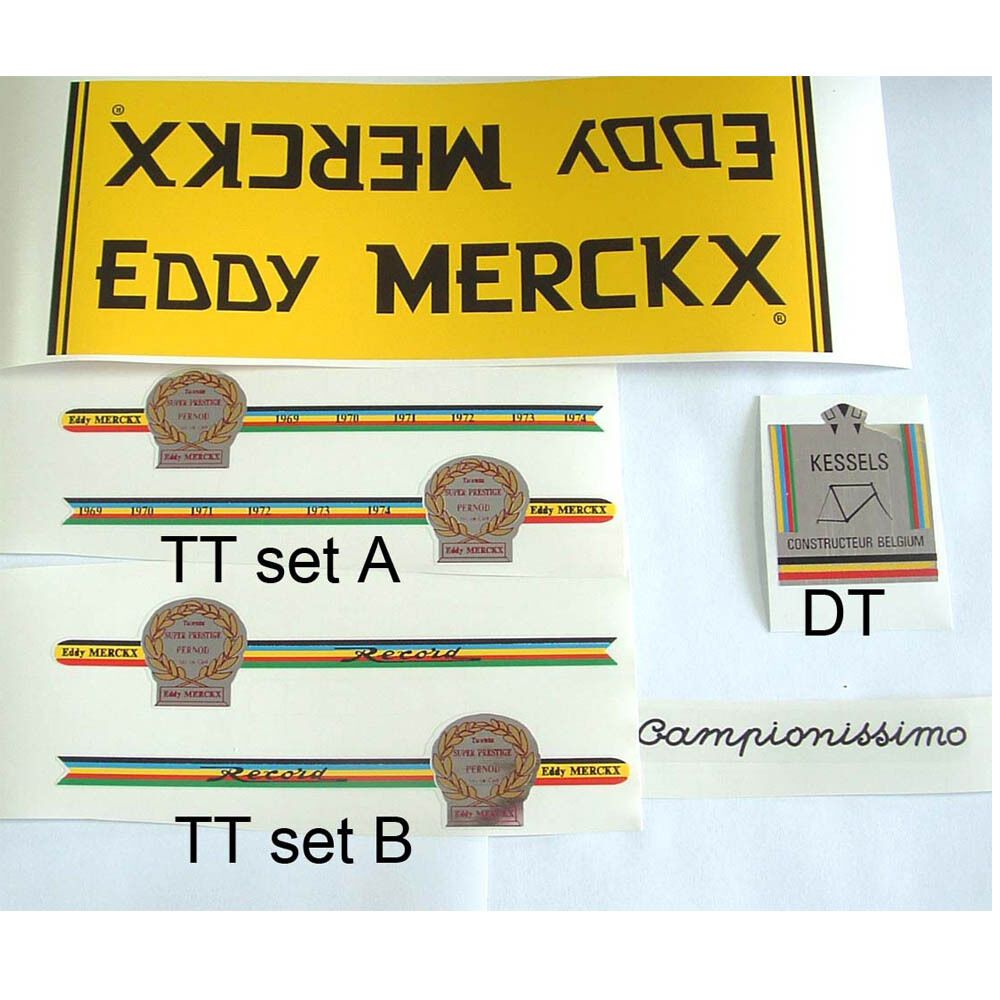 EDDY MERCKX
®
EDDY MERCKX
®
Eddy MERCKX
SUPER PRESTIGE
PERNOD
Eddy MERCKX
1969 1970 1971 1972 1973 1974
1969 1970 1971 1972 1973 1974
SUPER PRESTIGE
PERNOD
Eddy MERCKX
Eddy MERCKX
TT set A
KESSELS
CONSTRUCTEUR BELGIUM
DT
Eddy MERCKX
SUPER PRESTIGE
PERNOD
Eddy MERCKX
Record
Record
SUPER PRESTIGE
PERNOD
Eddy MERCKX
Eddy MERCKX
TT set B
Campionissimo